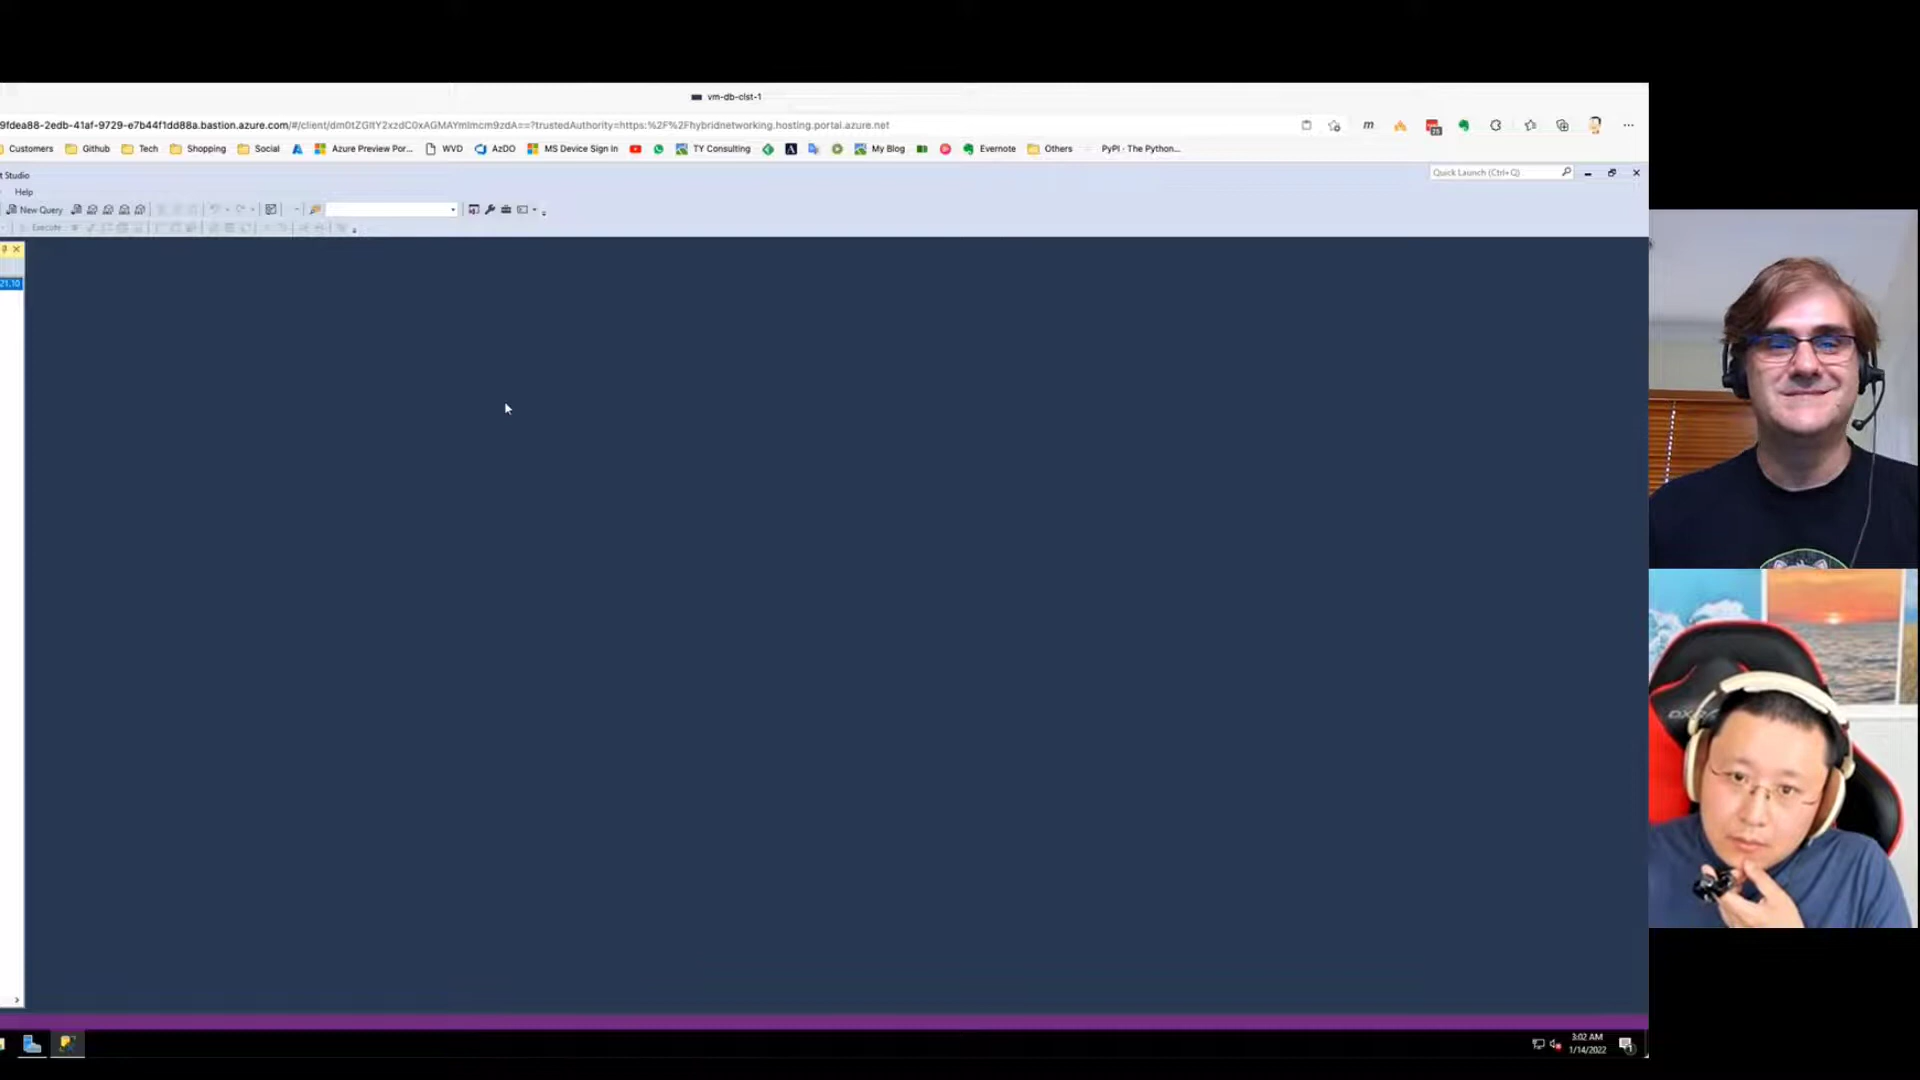 vm-db-clst-1
9fdea88-2edb-41af-9729-e7b44f1dd88a.bastion.azure.com/#/client/dm0tZGItY2xzdC0xAGMAYmlmcm9zdA==?trustedAuthority=https:%2F%2Fhybridnetworking.hosting.portal.azure.net
Customers Github Tech Shopping Social Azure Preview Por... WVD AzDO MS Device Sign in TY Consulting My Blog Evernote Others PyPI · The Python...
t Studio Quick Launch (Ctrl+Q)
Help
New Query
Execute
21,10
3:02 AM
1/14/2022